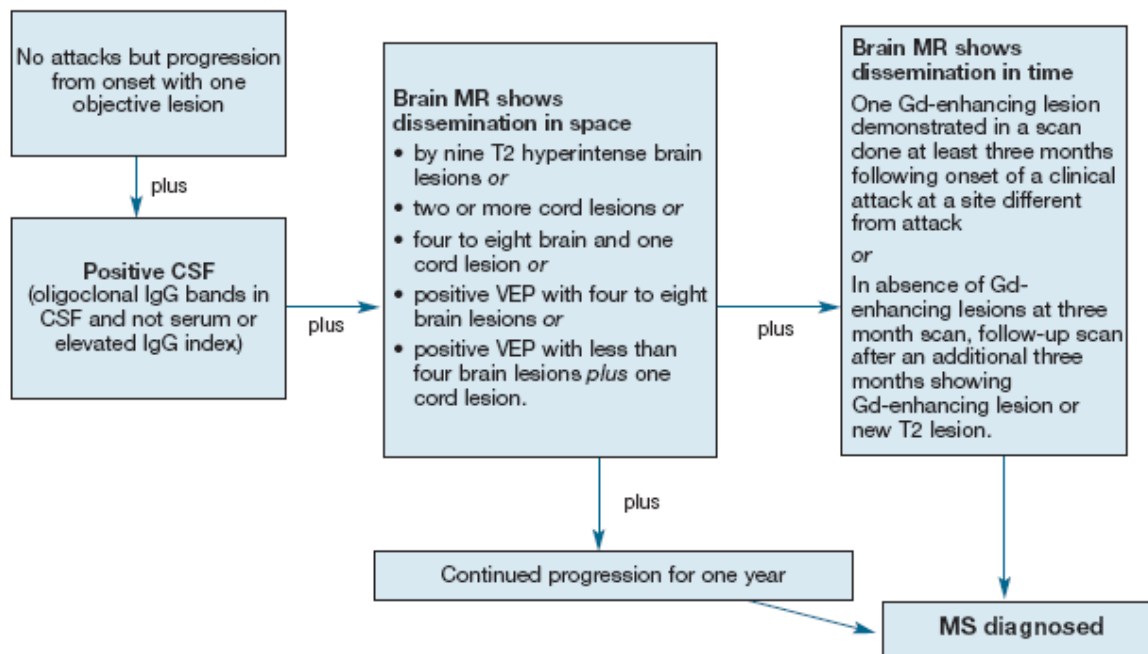 No attacks but progression
from onset with one
objective lesion
plus
Positive CSF
(oligoclonal IgG bands in
CSF and not serum or
elevated IgG index)
plus
Brain MR shows
dissemination in space
• by nine T2 hyperintense brain
lesions or
• two or more cord lesions or
• four to eight brain and one
cord lesion or
• positive VEP with four to eight
brain lesions or
• positive VEP with less than
four brain lesions plus one
cord lesion.
plus
Brain MR shows
dissemination in time
One Gd-enhancing lesion
demonstrated in a scan
done at least three months
following onset of a clinical
attack at a site different
from attack
or
In absence of Gd-
enhancing lesions at three
month scan, follow-up scan
after an additional three
months showing
Gd-enhancing lesion or
new T2 lesion.
plus
Continued progression for one year
MS diagnosed